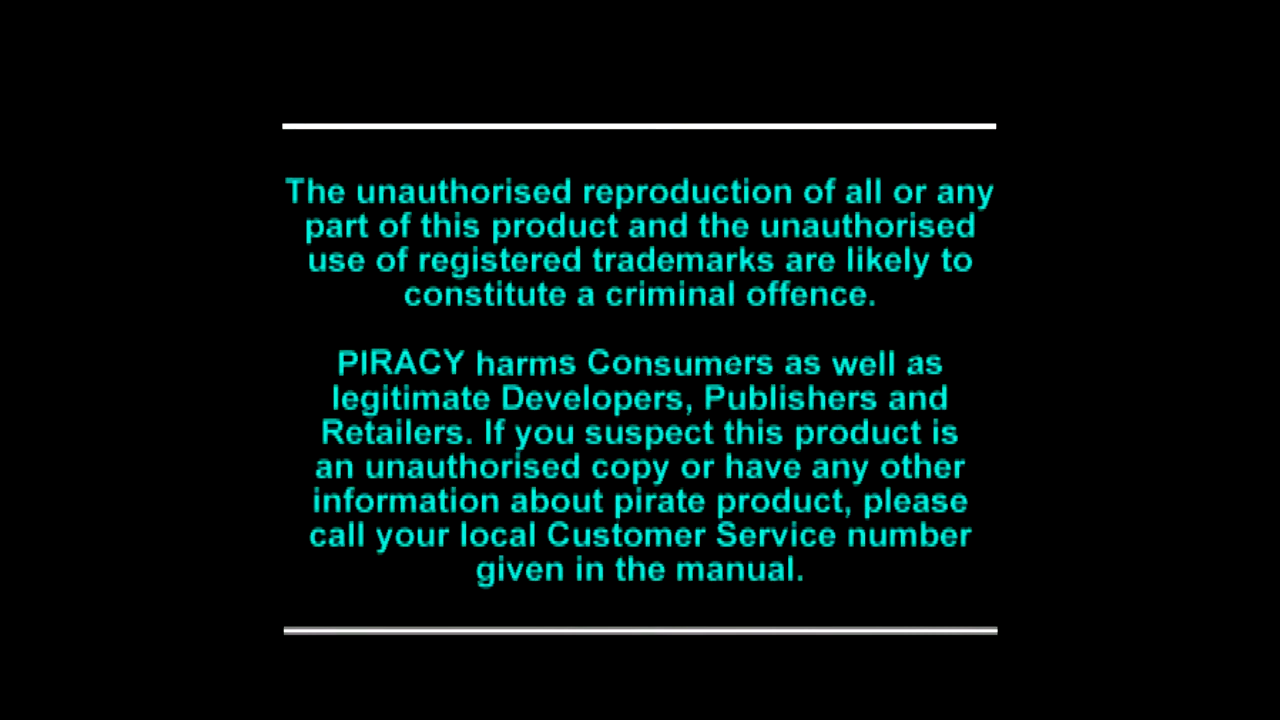 The unauthorised reproduction of all or any
part of this product and the unauthorised
use of registered trademarks are likely to
constitute a criminal offence.
PIRACY harms Consumers as well as
legitimate Developers, Publishers and
Retailers. If you suspect this product is
an unauthorised copy or have any other
information about pirate product, please
call your local Customer Service number
given in the manual.